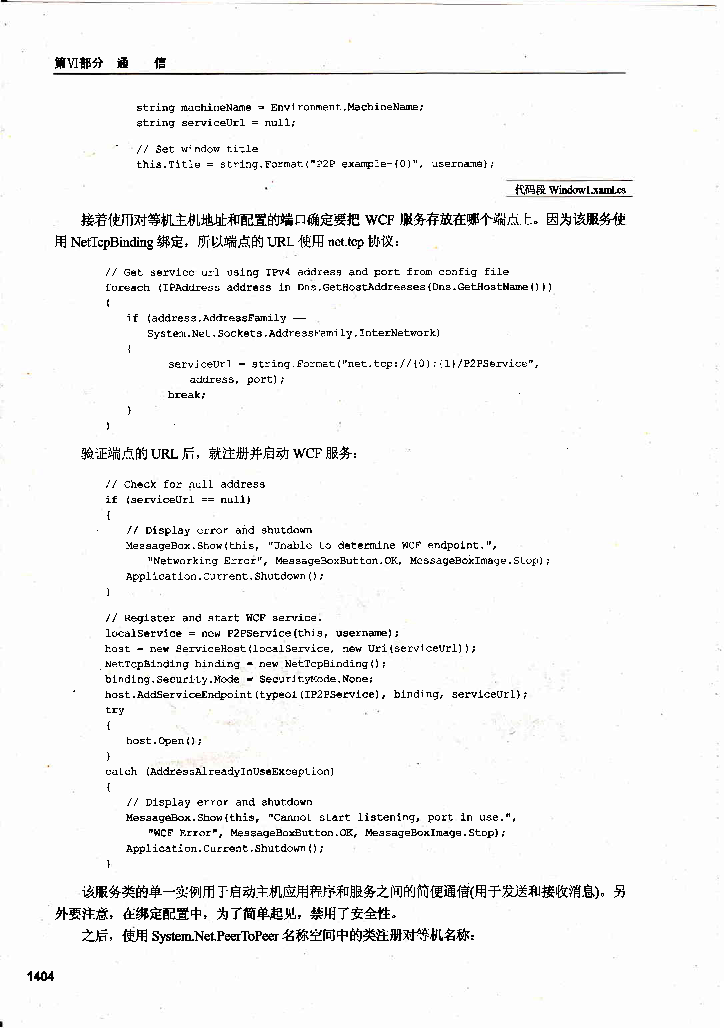 第VI部分 通 信
string machineName = Environment.MachineName;
string serviceUrl = null;
// Set window title
this.Title = string.Format("P2P example-{0}", username);
代码段 Window1.xaml.cs
接着使用对等机主机地址和配置的端口确定要把 WCF 服务存放在哪个端点上。因为该服务使
用 NetTcpBinding 绑定，所以端点的 URL 使用 net.tcp 协议：
// Get service url using IPv4 address and port from config file
foreach (IPAddress address in Dns.GetHostAddresses(Dns.GetHostName()))
{
if (address.AddressFamily ==
System.Net.Sockets.AddressFamily.InterNetwork)
{
serviceUrl = string.Format("net.tcp://{0}:{1}/P2PService",
address, port);
break;
}
}
验证端点的 URL 后，就注册并启动 WCF 服务：
// Check for null address
if (serviceUrl == null)
{
// Display error and shutdown
MessageBox.Show(this, "Unable to determine WCF endpoint.",
"Networking Error", MessageBoxButton.OK, MessageBoxImage.Stop);
Application.Current.Shutdown();
}
// Register and start WCF service.
localService = new P2PService(this, username);
host = new ServiceHost(localService, new Uri(serviceUrl));
NetTcpBinding binding = new NetTcpBinding();
binding.Security.Mode = SecurityMode.None;
host.AddServiceEndpoint(typeof(IP2PService), binding, serviceUrl);
try
{
host.Open();
}
catch (AddressAlreadyInUseException)
{
// Display error and shutdown
MessageBox.Show(this, "Cannot start listening, port in use.",
"WCF Error", MessageBoxButton.OK, MessageBoxImage.Stop);
Application.Current.Shutdown();
}
该服务类的单一实例用于启动主机应用程序和服务之间的简便通信(用于发送和接收消息)。另
外要注意，在绑定配置中，为了简单起见，禁用了安全性。
之后，使用 System.Net.PeerToPeer 名称空间中的类注册对等机名称：
1404